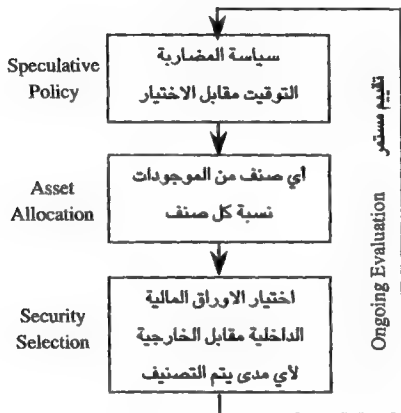 Speculative
Policy
سياسة المضاربة
التوقيت مقابل الاختيار
Asset
Allocation
أي صنف من الموجودات
نسبة كل صنف
Security
Selection
اختيار الاوراق المالية
الداخلية مقابل الخارجية
لأي مدى يتم التصنيف
تقييم مستمر
Ongoing Evaluation